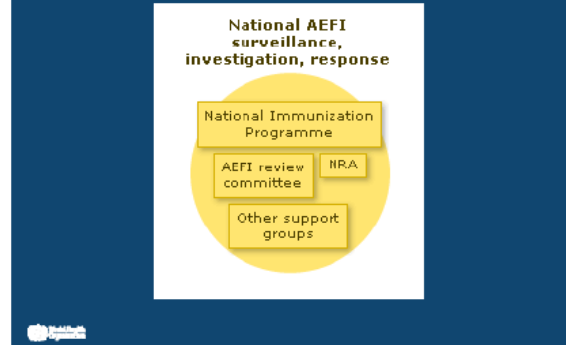 National AEFI
surveillance,
investigation, response
National Immunization
Programme
AEFI review
committee
NRA
Other support
groups